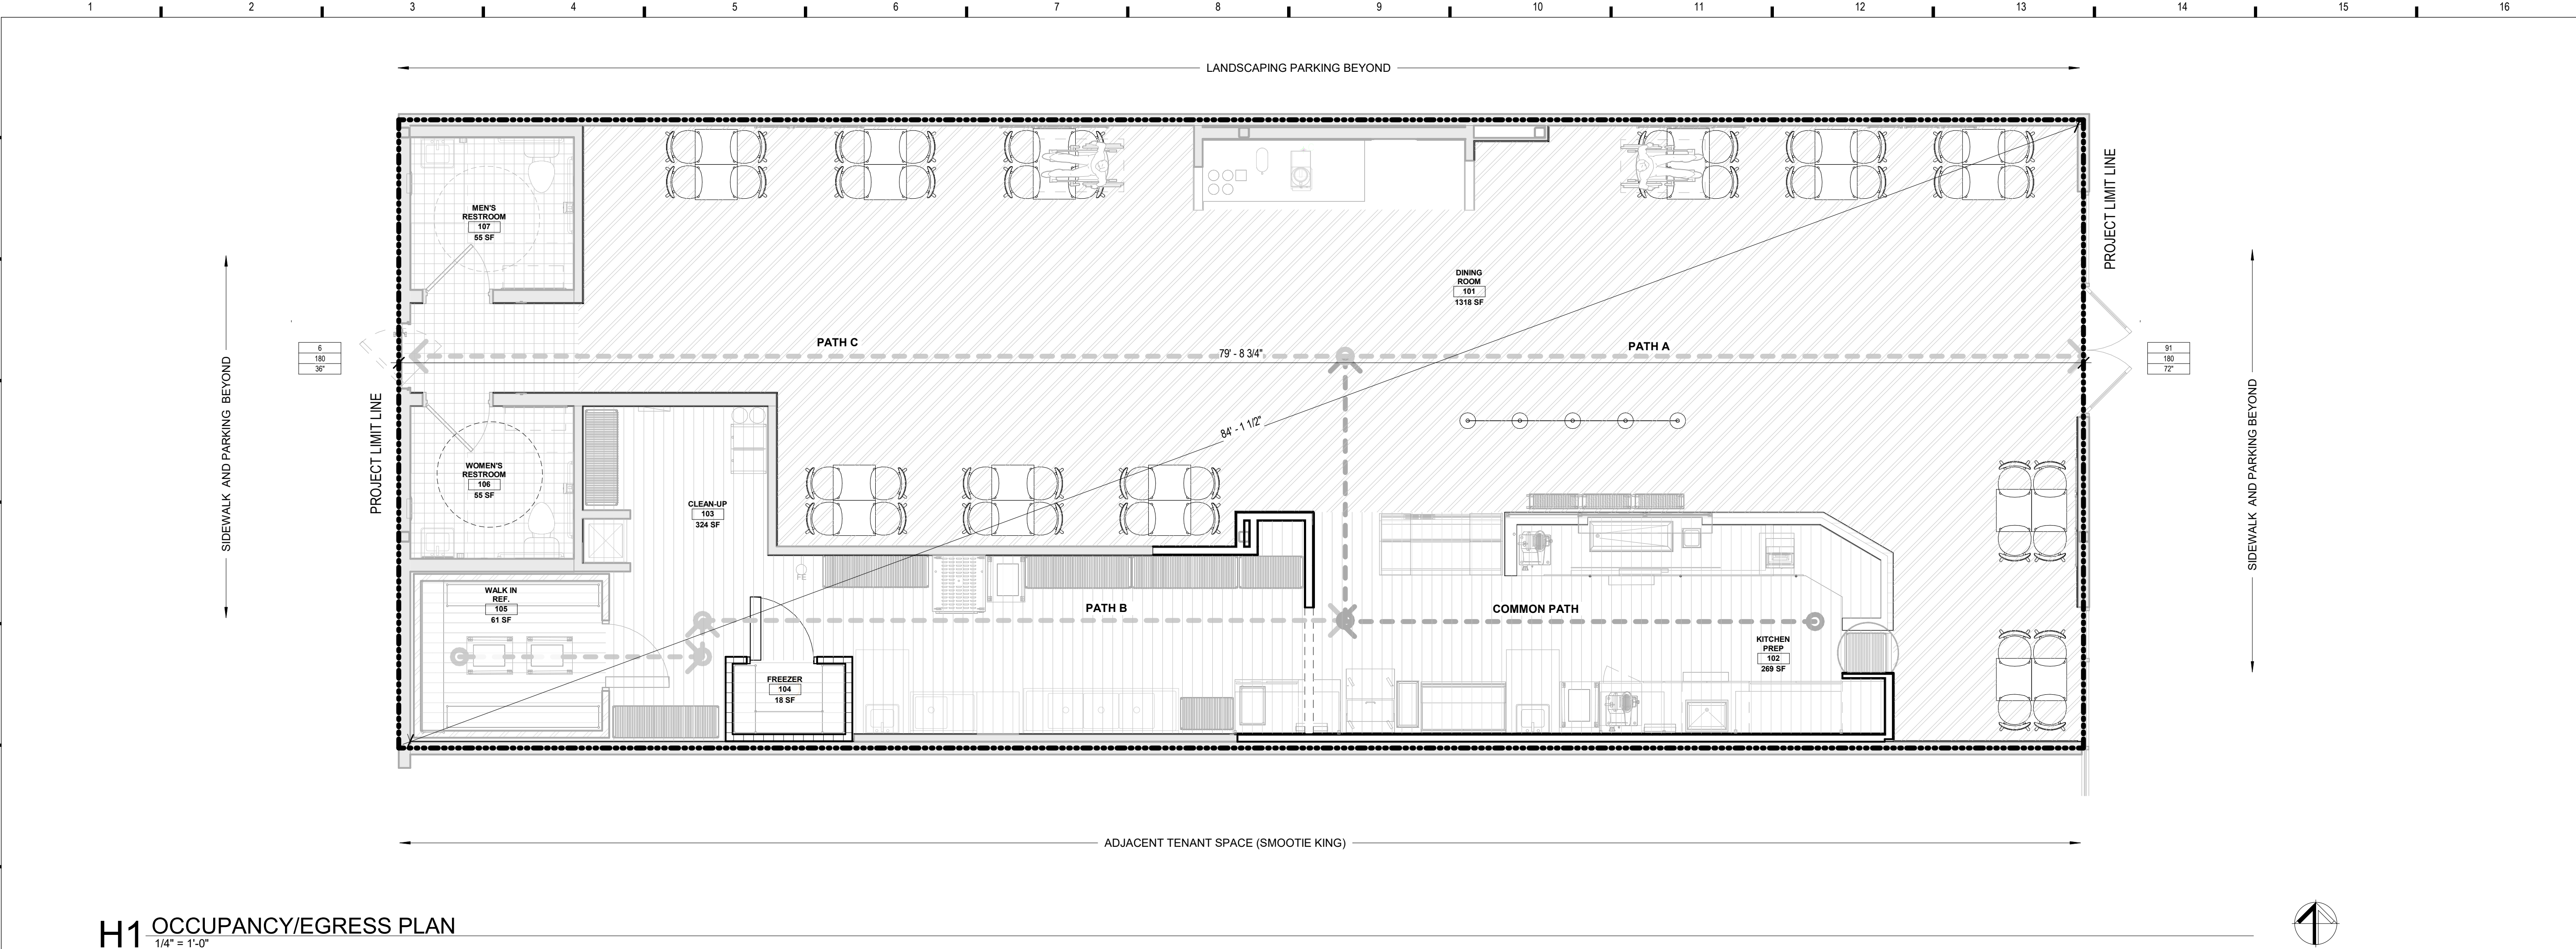 1 2 3 4 5 6 7 8 9 10 11 12 13 14 15 16
LANDSCAPING PARKING BEYOND
PROJECT LIMIT LINE
MEN'S
RESTROOM
107
55 SF
DINING
ROOM
101
1318 SF
SIDEWALK AND PARKING BEYOND
6
180
36"
PATH C
79' - 8 3/4"
PATH A
91
180
72"
SIDEWALK AND PARKING BEYOND
PROJECT LIMIT LINE
84' - 1 1/2"
WOMEN'S
RESTROOM
106
55 SF
CLEAN-UP
103
324 SF
FE
WALK IN
REF.
105
61 SF
PATH B
COMMON PATH
KITCHEN
PREP
102
269 SF
FREEZER
104
18 SF
ADJACENT TENANT SPACE (SMOOTIE KING)
H1 OCCUPANCY/EGRESS PLAN
1/4" = 1'-0"